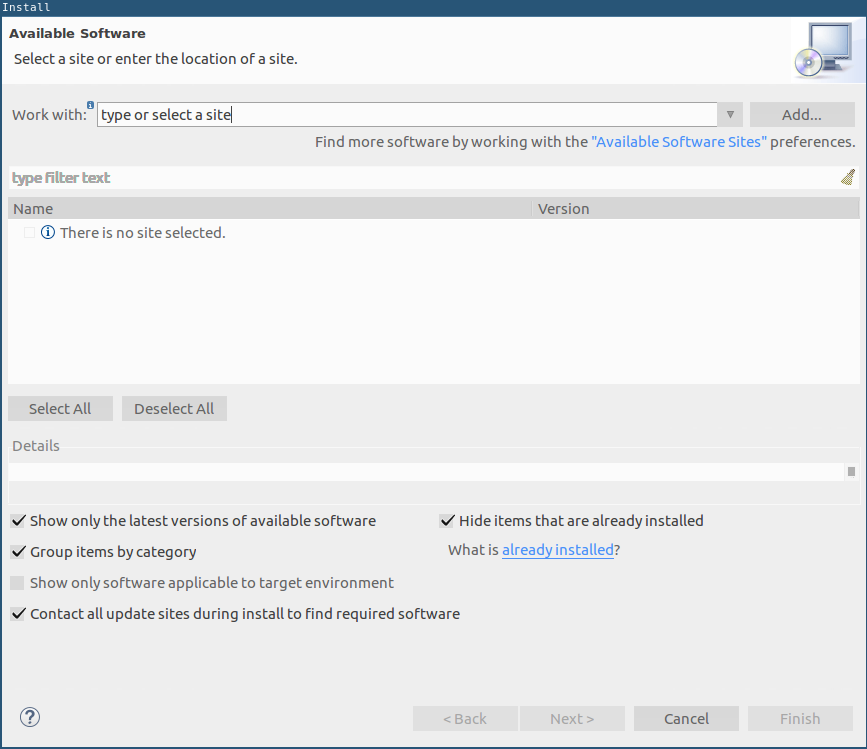 Install
Available Software
Select a site or enter the location of a site.
Work with: type or select a site Add...
Find more software by working with the "Available Software Sites" preferences.
type filter text
Name Version
There is no site selected.
Select All Deselect All
Details
Show only the latest versions of available software Hide items that are already installed
Group items by category What is already installed?
Show only software applicable to target environment
Contact all update sites during install to find required software
? < Back Next > Cancel Finish